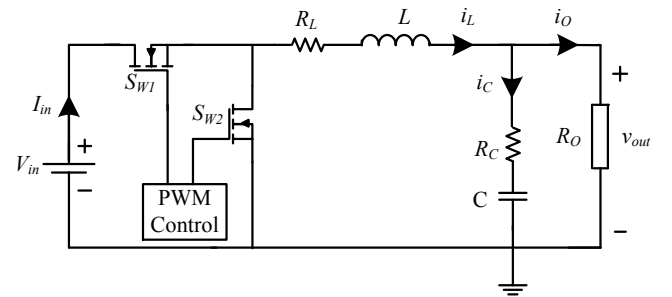 R_L
L
i_L
i_O
S_W1
I_in
S_W2
i_C
+
+
V_in
−
R_C
R_O
v_out
PWM
Control
C
−